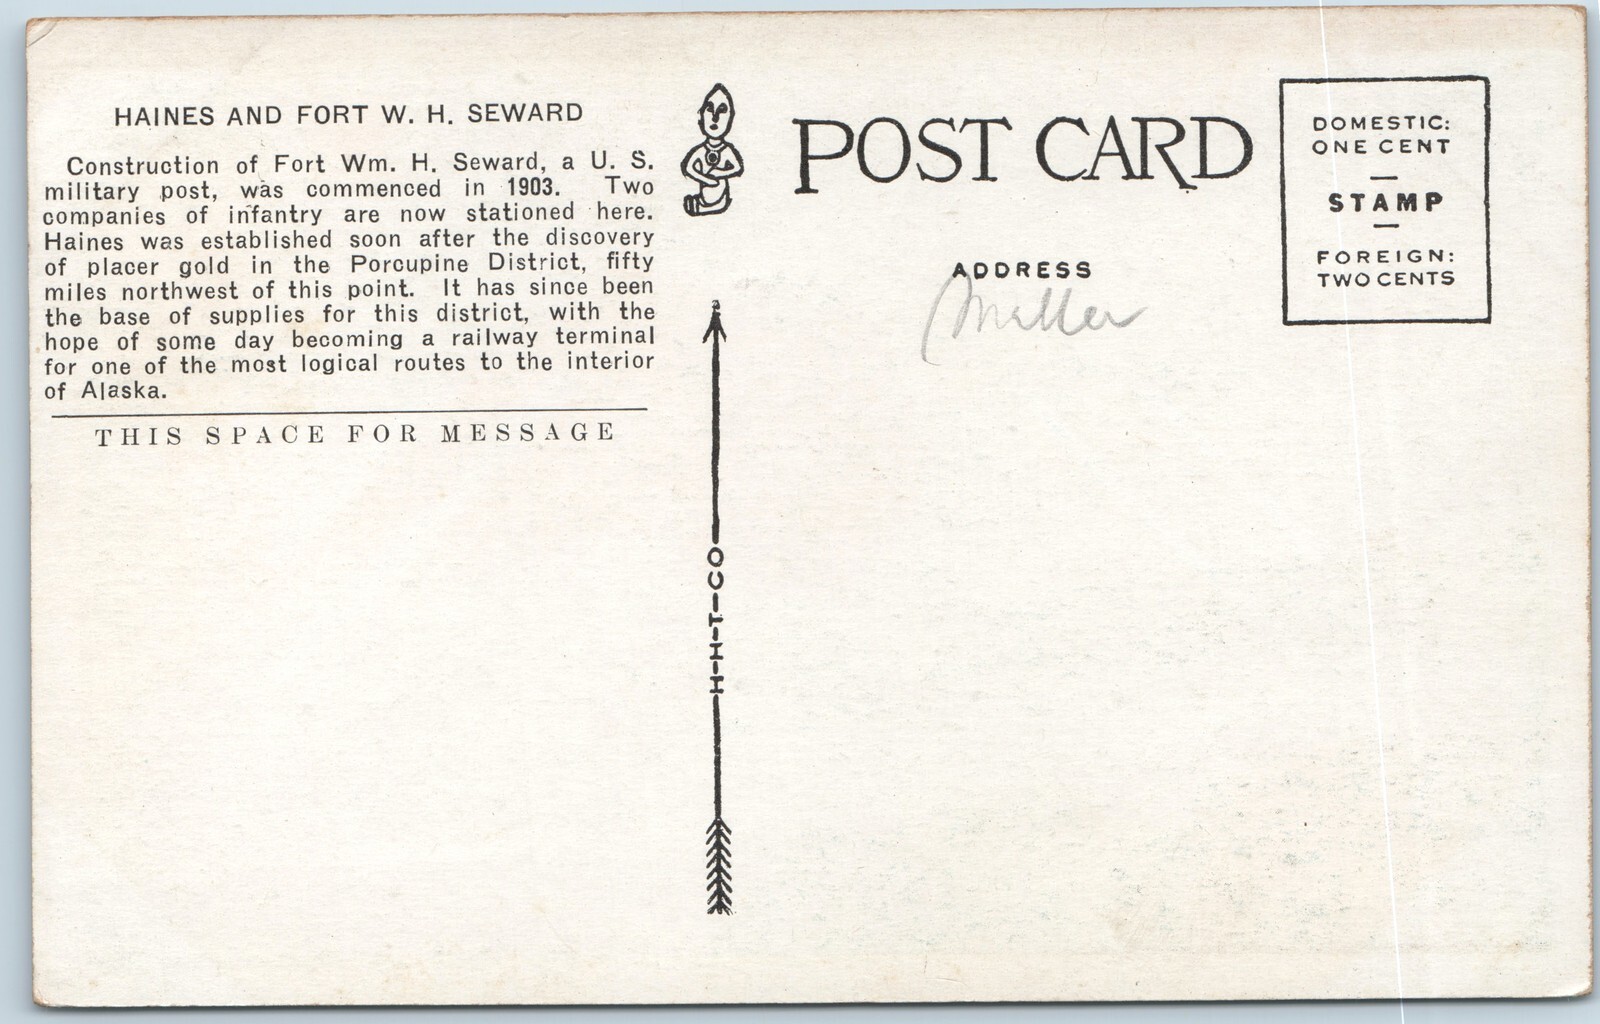 HAINES AND FORT W. H. SEWARD
Construction of Fort Wm. H. Seward, a U. S.
military post, was commenced in 1903. Two
companies of infantry are now stationed here.
Haines was established soon after the discovery
of placer gold in the Porcupine District, fifty
miles northwest of this point. It has since been
the base of supplies for this district, with the
hope of some day becoming a railway terminal
for one of the most logical routes to the interior
of Alaska.
THIS SPACE FOR MESSAGE
POST CARD
ADDRESS
Miller
DOMESTIC:
ONE CENT
STAMP
FOREIGN:
TWO CENTS